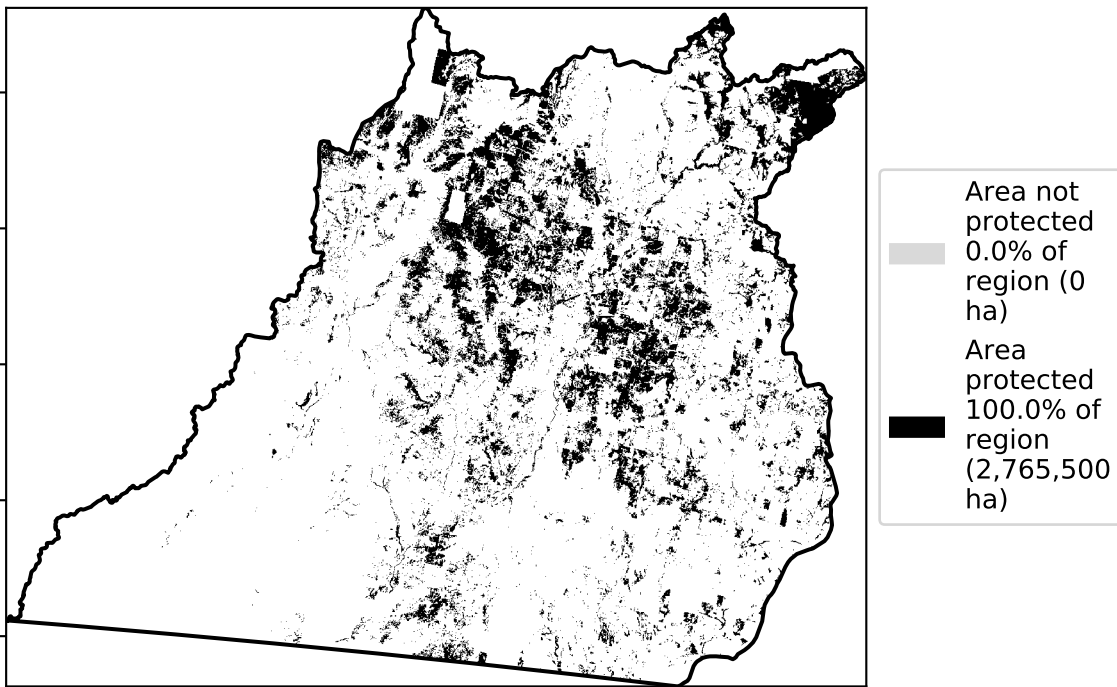 Area not
protected
0.0% of
region (0
ha)
Area
protected
100.0% of
region
(2,765,500
ha)